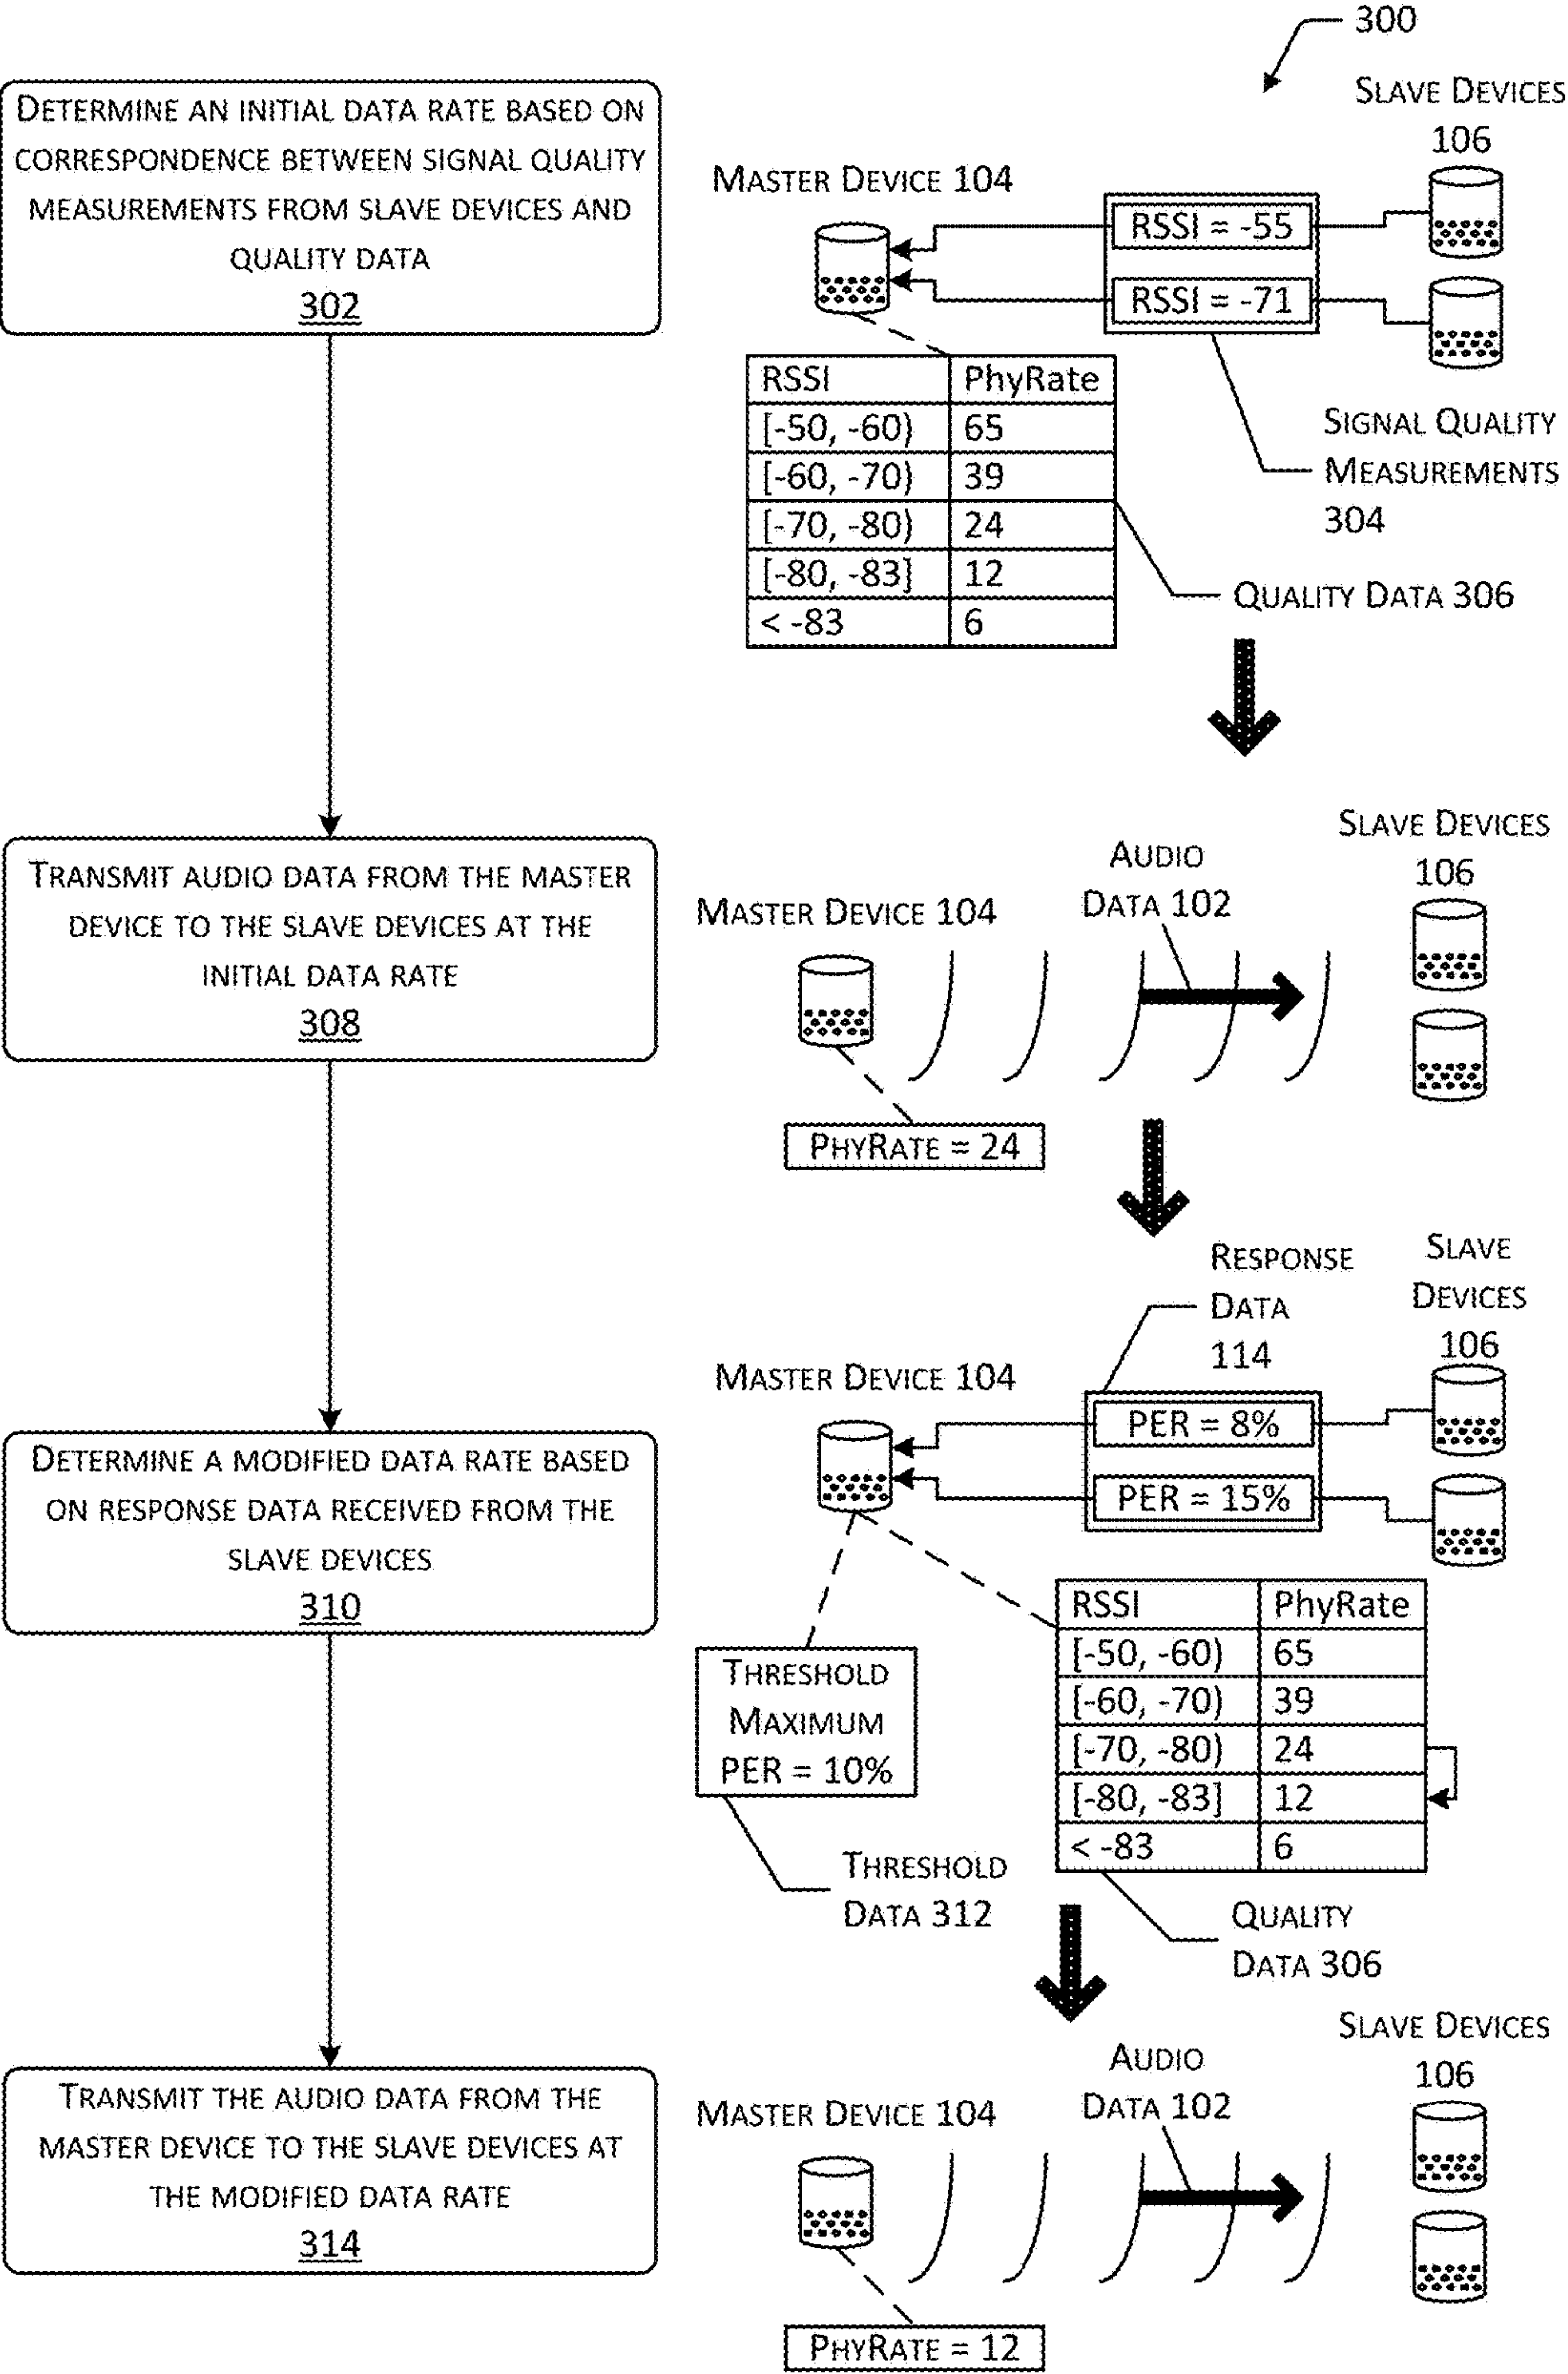 300
DETERMINE AN INITIAL DATA RATE BASED ON
CORRESPONDENCE BETWEEN SIGNAL QUALITY
MEASUREMENTS FROM SLAVE DEVICES AND
QUALITY DATA
302
SLAVE DEVICES
106
MASTER DEVICE 104
RSSI = -55
RSSI = -71
RSSI PhyRate
[-50, -60) 65
[-60, -70) 39
[-70, -80) 24
[-80, -83] 12
< -83 6
SIGNAL QUALITY
MEASUREMENTS
304
QUALITY DATA 306
TRANSMIT AUDIO DATA FROM THE MASTER
DEVICE TO THE SLAVE DEVICES AT THE
INITIAL DATA RATE
308
MASTER DEVICE 104
AUDIO
DATA 102
SLAVE DEVICES
106
PHYRATE = 24
DETERMINE A MODIFIED DATA RATE BASED
ON RESPONSE DATA RECEIVED FROM THE
SLAVE DEVICES
310
RESPONSE
DATA
114
SLAVE
DEVICES
106
MASTER DEVICE 104
PER = 8%
PER = 15%
THRESHOLD
MAXIMUM
PER = 10%
RSSI PhyRate
[-50, -60) 65
[-60, -70) 39
[-70, -80) 24
[-80, -83] 12
< -83 6
THRESHOLD
DATA 312
QUALITY
DATA 306
TRANSMIT THE AUDIO DATA FROM THE
MASTER DEVICE TO THE SLAVE DEVICES AT
THE MODIFIED DATA RATE
314
MASTER DEVICE 104
AUDIO
DATA 102
SLAVE DEVICES
106
PHYRATE = 12